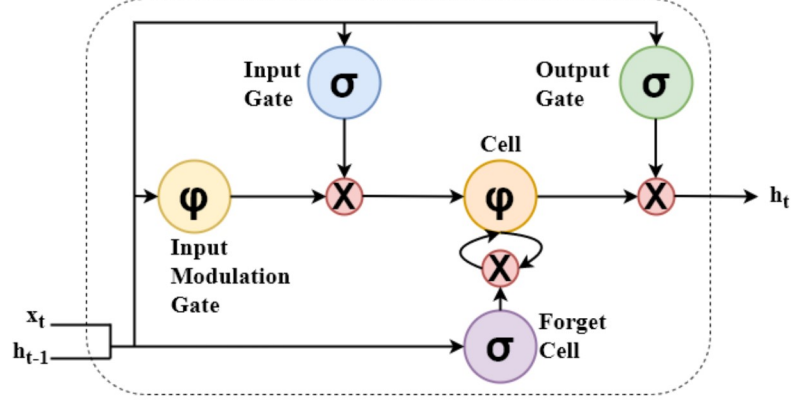 Input
Gate
σ
Output
Gate
σ
Cell
φ
X
φ
X
h_t
Input
Modulation
Gate
X
x_t
h_t-1
σ
Forget
Cell